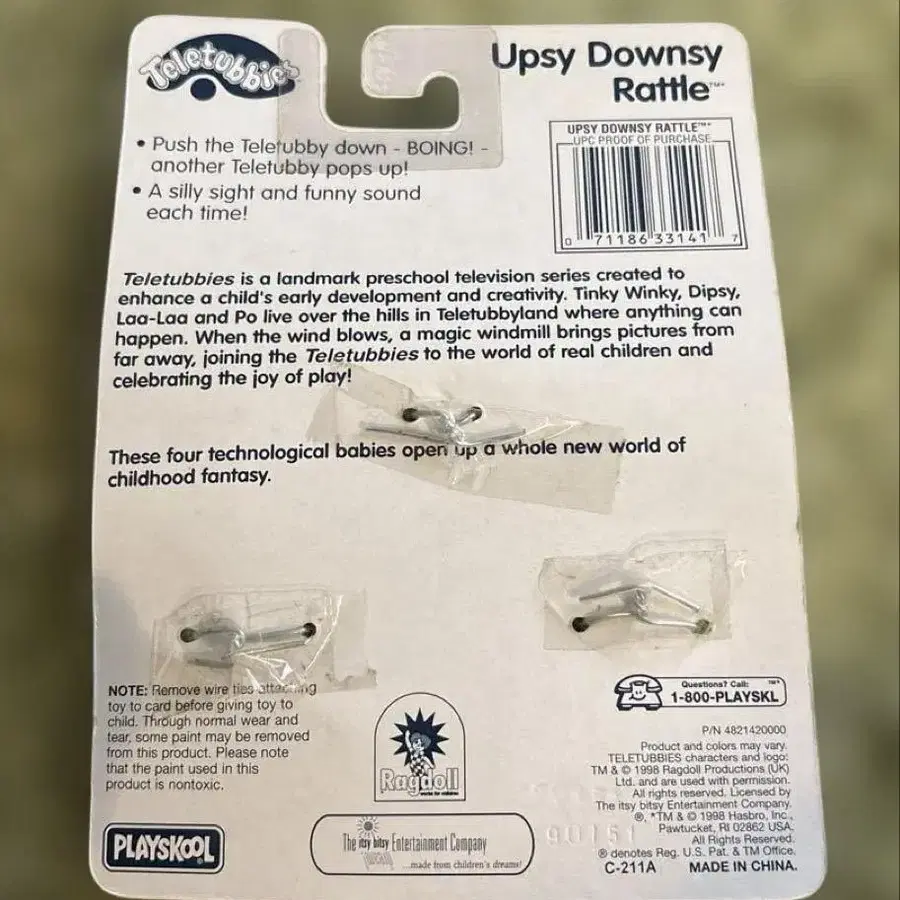 Teletubbies
Upsy Downsy
Rattle™*
• Push the Teletubby down - BOING! -
another Teletubby pops up!
• A silly sight and funny sound
each time!
UPSY DOWNSY RATTLE™*
UPC PROOF OF PURCHASE
0 71186 33141 7
Teletubbies is a landmark preschool television series created to
enhance a child's early development and creativity. Tinky Winky, Dipsy,
Laa-Laa and Po live over the hills in Teletubbyland where anything can
happen. When the wind blows, a magic windmill brings pictures from
far away, joining the Teletubbies to the world of real children and
celebrating the joy of play!
These four technological babies open up a whole new world of
childhood fantasy.
NOTE: Remove wire ties attaching
toy to card before giving toy to
child. Through normal wear and
tear, some paint may be removed
from this product. Please note
that the paint used in this
product is nontoxic.
Ragdoll
works for children
Questions? Call: ™*
1-800-PLAYSKL
P/N 4821420000
Product and colors may vary.
TELETUBBIES characters and logo:
TM & © 1998 Ragdoll Productions (UK)
Ltd. and are used with permission.
All rights reserved. Licensed by
The itsy bitsy Entertainment Company.
®, *TM & © 1998 Hasbro, Inc.,
Pawtucket, RI 02862 USA.
All Rights Reserved.
® denotes Reg. U.S. Pat. & TM Office.
C-211A MADE IN CHINA.
PLAYSKOOL
The itsy bitsy Entertainment Company
...made from children's dreams!